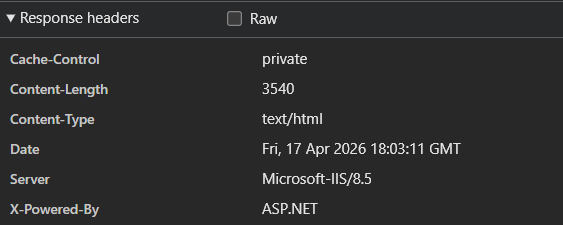 Response headers Raw
Cache-Control private
Content-Length 3540
Content-Type text/html
Date Fri, 17 Apr 2026 18:03:11 GMT
Server Microsoft-IIS/8.5
X-Powered-By ASP.NET